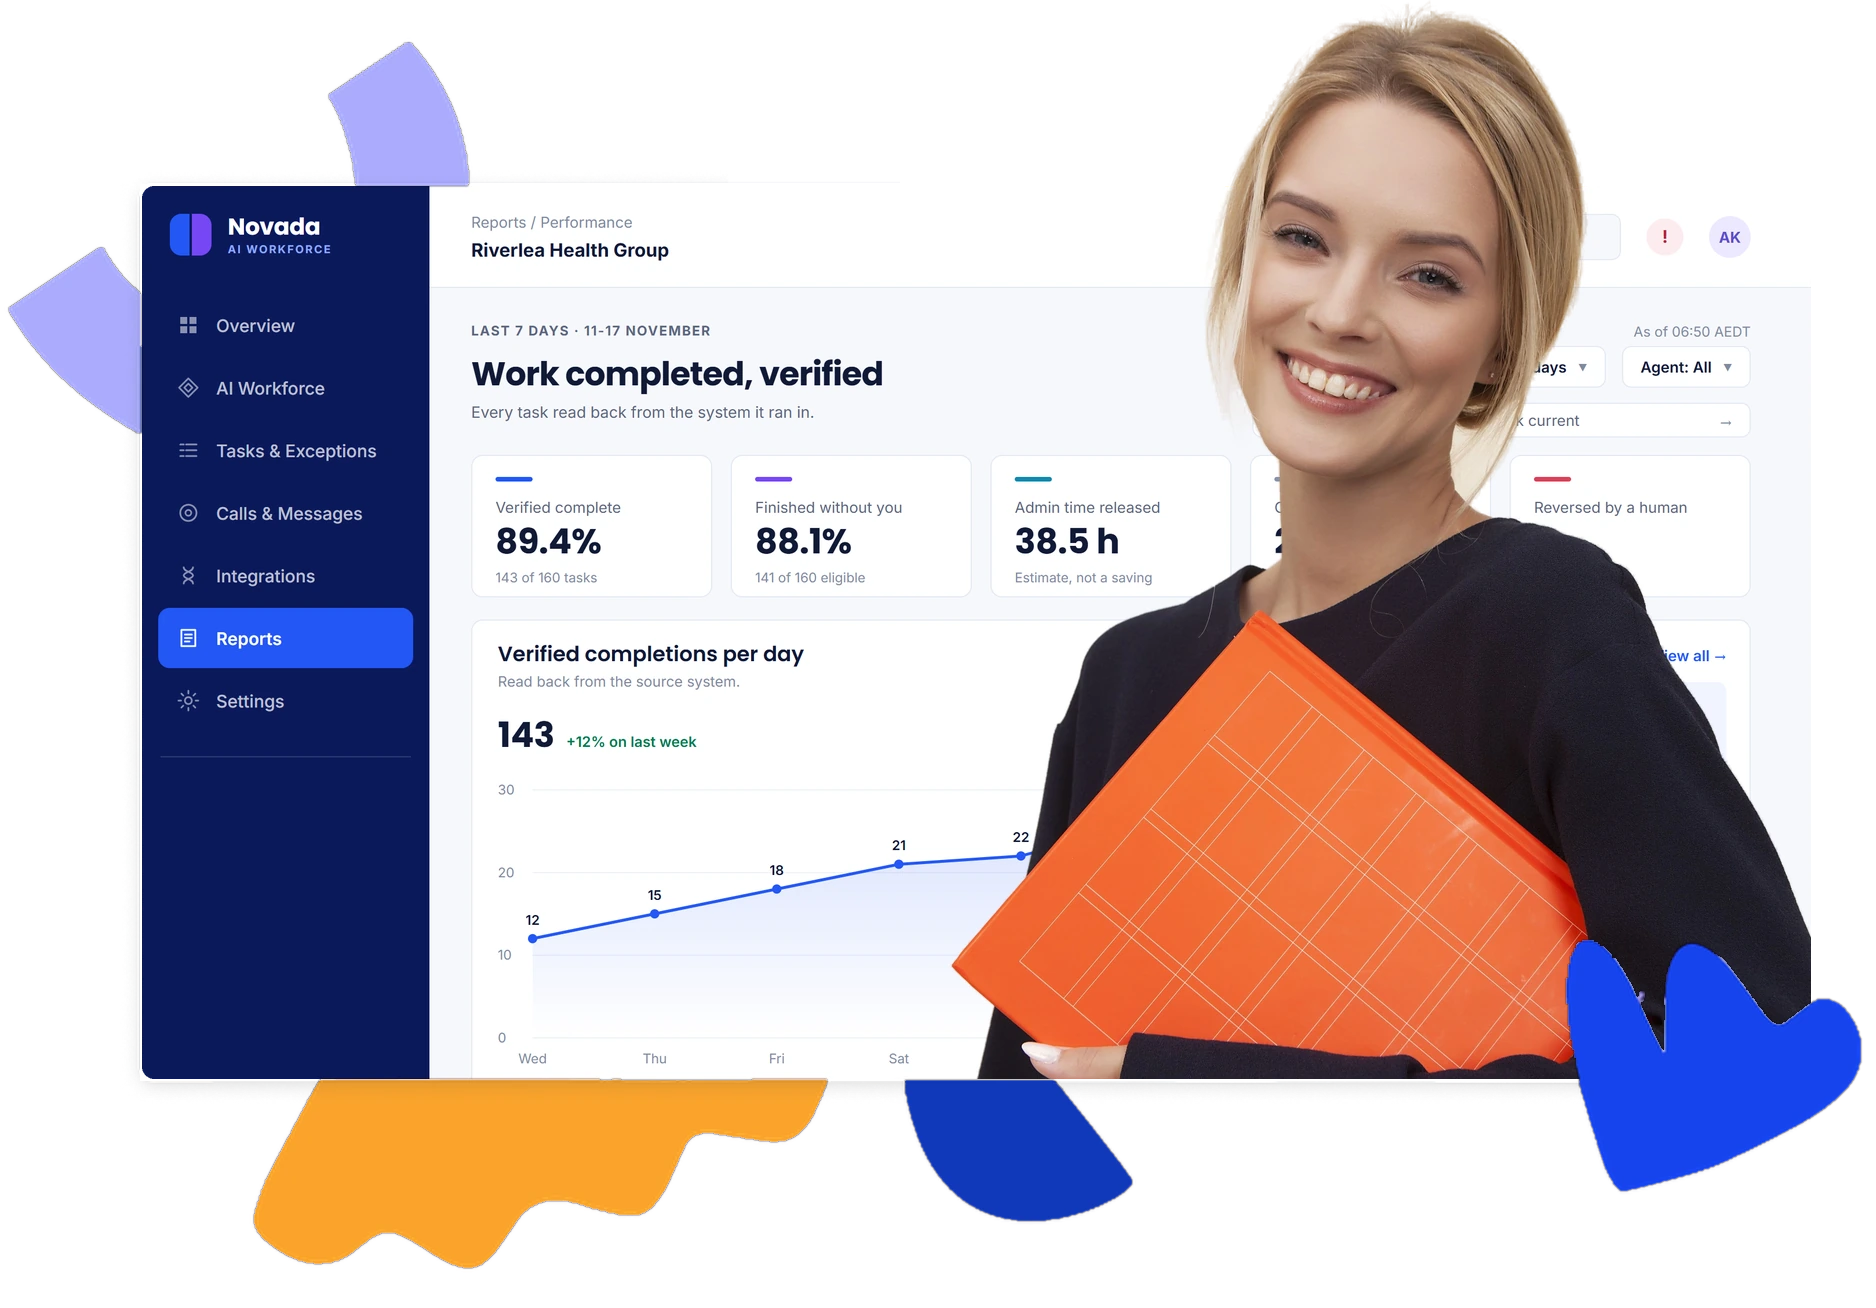 Novada
AI WORKFORCE
Overview
AI Workforce
Tasks & Exceptions
Calls & Messages
Integrations
Reports
Settings
Reports / Performance
Riverlea Health Group
!
AK
LAST 7 DAYS · 11-17 NOVEMBER
As of 06:50 AEDT
Work completed, verified
Every task read back from the system it ran in.
days ▼
Agent: All ▼
current →
Verified complete
89.4%
143 of 160 tasks
Finished without you
88.1%
141 of 160 eligible
Admin time released
38.5 h
Estimate, not a saving
Reversed by a human
Verified completions per day
Read back from the source system.
143 +12% on last week
View all →
30
20
10
0
12
15
18
21
22
Wed
Thu
Fri
Sat